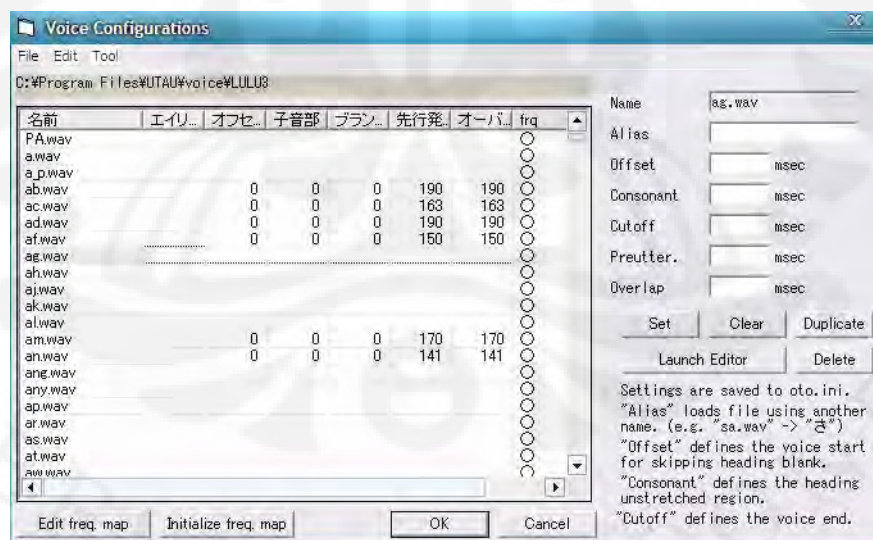 Voice Configurations
File Edit Tool
C:¥Program Files¥UTAU¥voice¥LULU3
名前 エイリ... オフセ... 子音部 ブラン... 先行発... オーバ... frq
PA.wav
a.wav
a_p.wav
ab.wav 0 0 0 190 190
ac.wav 0 0 0 163 163
ad.wav 0 0 0 190 190
af.wav 0 0 0 150 150
ag.wav
ah.wav
aj.wav
ak.wav
al.wav
am.wav 0 0 0 170 170
an.wav 0 0 0 141 141
ang.wav
any.wav
ap.wav
ar.wav
as.wav
at.wav
aw.wav
Edit freq. map Initialize freq. map OK Cancel
Name ag.wav
Alias
Offset msec
Consonant msec
Cutoff msec
Preutter. msec
Overlap msec
Set Clear Duplicate
Launch Editor Delete
Settings are saved to oto.ini.
"Alias" loads file using another
name. (e.g. "sa.wav" -> "さ")
"Offset" defines the voice start
for skipping heading blank.
"Consonant" defines the heading
unstretched region.
"Cutoff" defines the voice end.